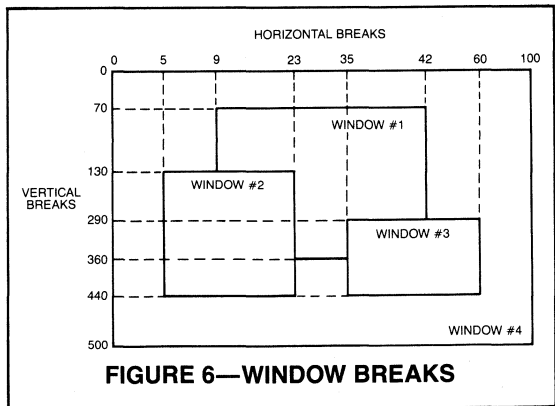 HORIZONTAL BREAKS
0 5 9 23 35 42 60 100
0
70
WINDOW #1
130
WINDOW #2
VERTICAL
BREAKS
290
WINDOW #3
360
440
WINDOW #4
500
FIGURE 6—WINDOW BREAKS